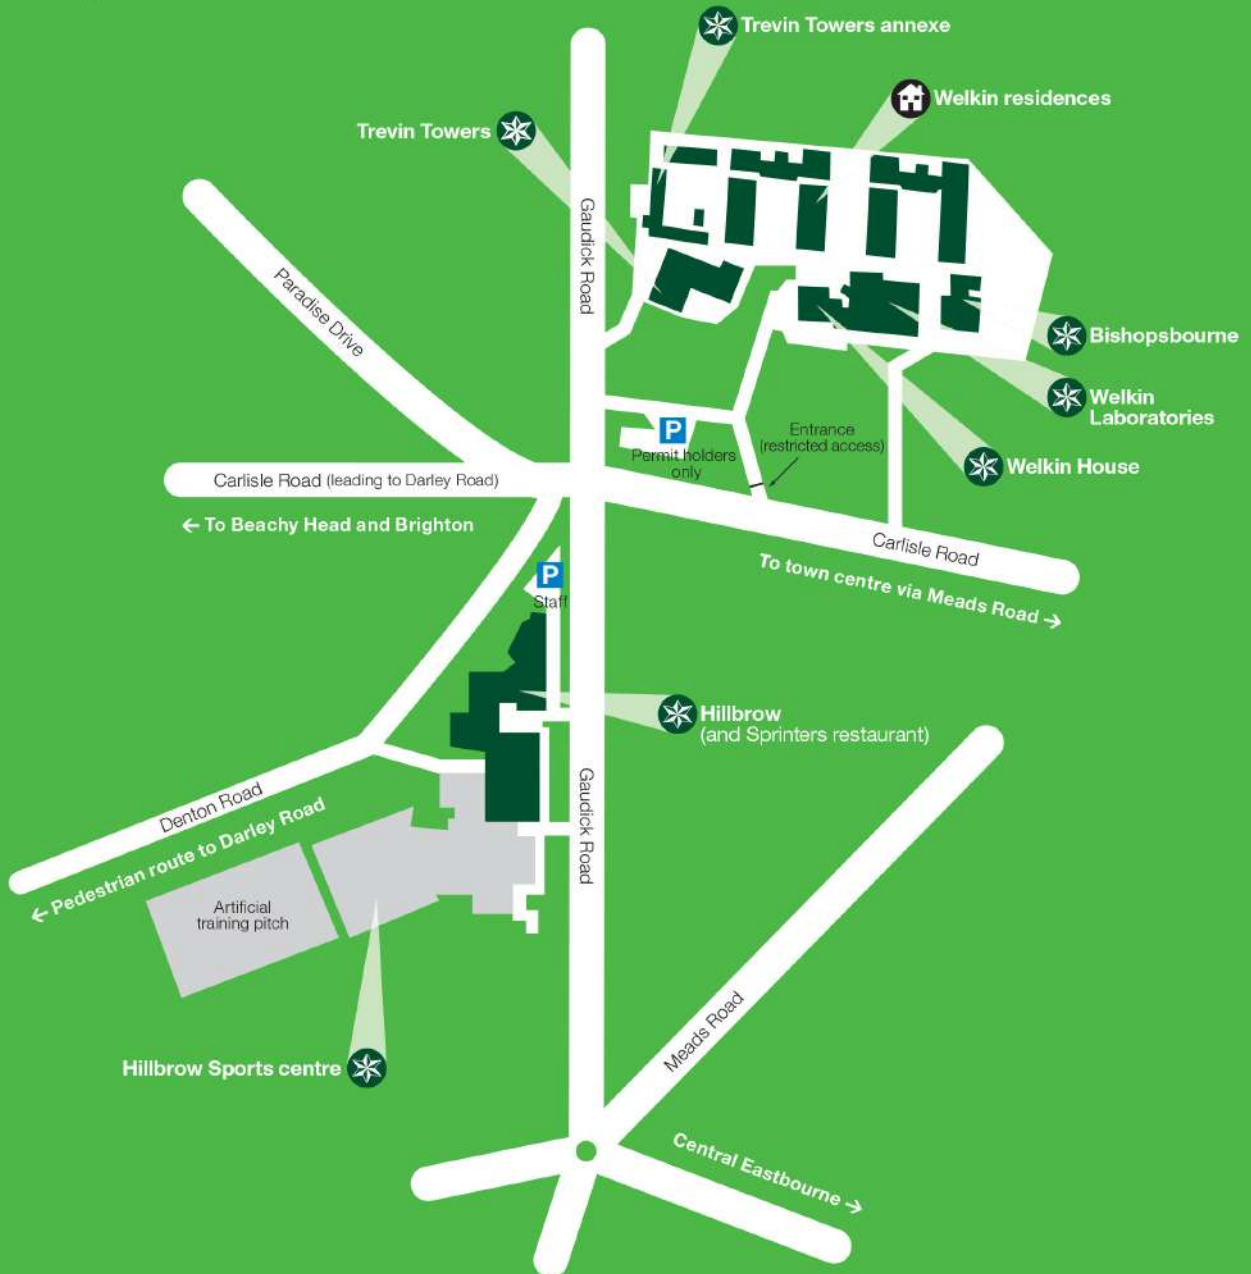 Trevin Towers annexe
Welkin residences
Trevin Towers
Gaudick Road
Paradise Drive
Bishopsbourne
Welkin
Laboratories
P
Permit holders
only
Entrance
(restricted access)
Welkin House
Carlisle Road (leading to Darley Road)
← To Beachy Head and Brighton
Carlisle Road
To town centre via Meads Road →
P
Staff
Hillbrow
(and Sprinters restaurant)
Gaudick Road
Denton Road
← Pedestrian route to Darley Road
Artificial
training pitch
Meads Road
Hillbrow Sports centre
Central Eastbourne →